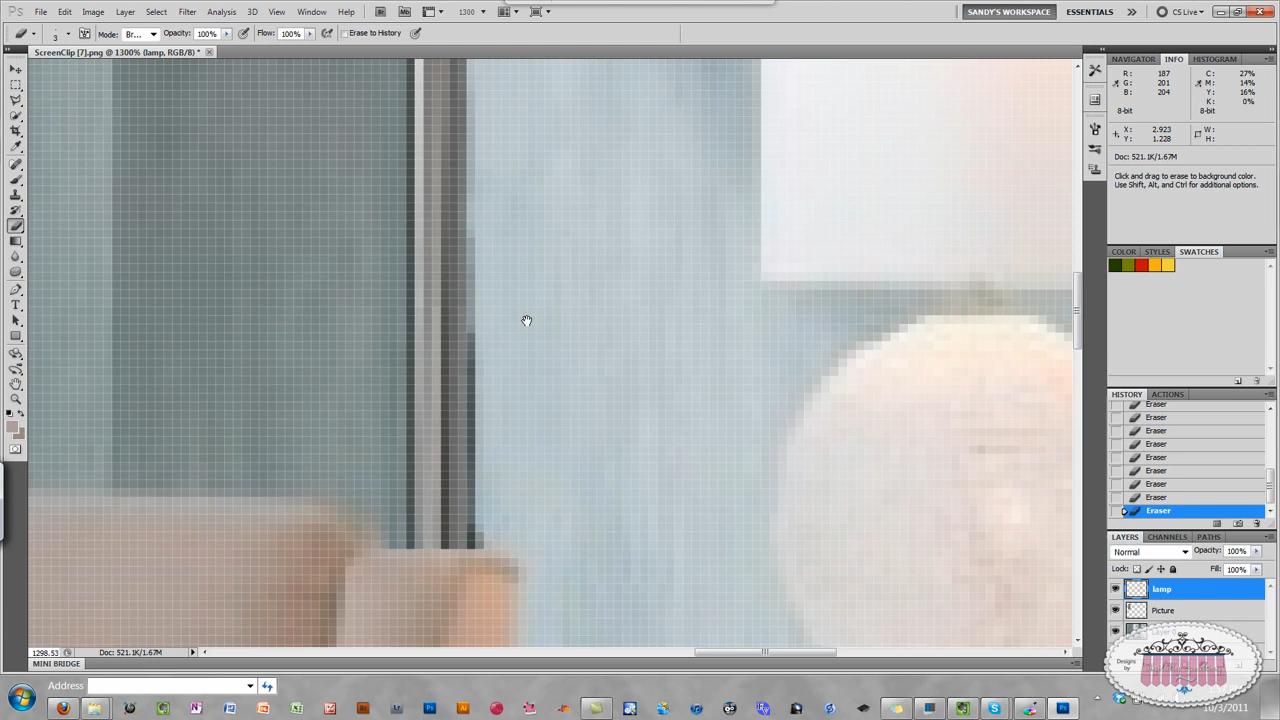 File Edit Image Layer Select Filter Analysis 3D View Window Help 1300 SANDY'S WORKSPACE ESSENTIALS CS Live
3 Mode: Br... Opacity: 100% Flow: 100% Erase to History
ScreenClip [7].png @ 1300% (lamp, RGB/8) *
NAVIGATOR INFO HISTOGRAM
R: 187 C: 27%
G: 201 M: 14%
B: 204 Y: 16%
K: 0%
8-bit 8-bit
X: 2.923 W:
Y: 1.228 H:
Doc: 521.1K/1.67M
Click and drag to erase to background color.
Use Shift, Alt, and Ctrl for additional options.
COLOR STYLES SWATCHES
HISTORY ACTIONS
Eraser
Eraser
Eraser
Eraser
Eraser
Eraser
Eraser
Eraser
Eraser
LAYERS CHANNELS PATHS
Normal Opacity: 100%
Lock: Fill: 100%
lamp
Picture
1298.53 Doc: 521.1K/1.67M
MINI BRIDGE
Designs
by
Address
10/3/2011